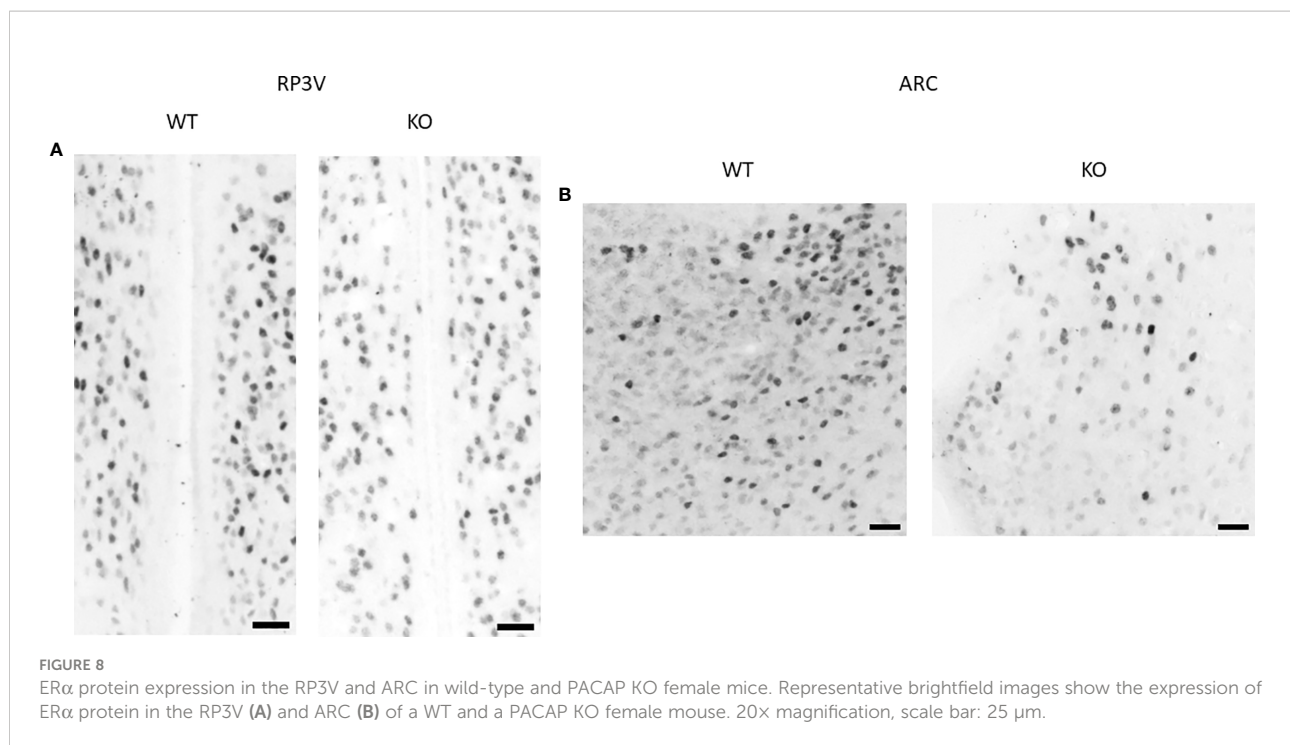 RP3V
ARC
WT
KO
A
WT
KO
B
FIGURE 8
ERα protein expression in the RP3V and ARC in wild-type and PACAP KO female mice. Representative brightfield images show the expression of
ERα protein in the RP3V (A) and ARC (B) of a WT and a PACAP KO female mouse. 20× magnification, scale bar: 25 µm.